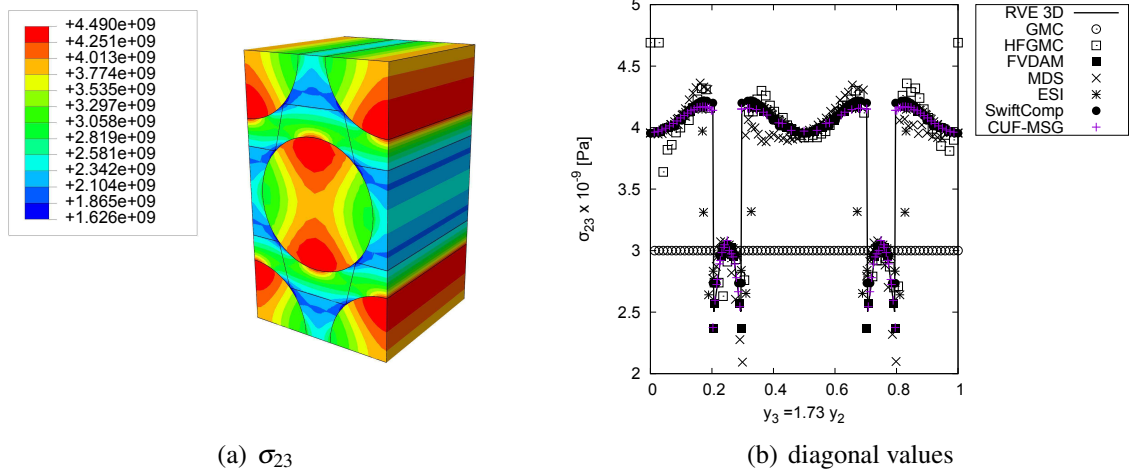 +4.490e+09
+4.251e+09
+4.013e+09
+3.774e+09
+3.535e+09
+3.297e+09
+3.058e+09
+2.819e+09
+2.581e+09
+2.342e+09
+2.104e+09
+1.865e+09
+1.626e+09
(a) σ23
5
4.5
4
3.5
3
2.5
2
σ23 x 10-9 [Pa]
0 0.2 0.4 0.6 0.8 1
y3 =1.73 y2
RVE 3D
GMC
HFGMC
FVDAM
MDS
ESI
SwiftComp
CUF-MSG
(b) diagonal values